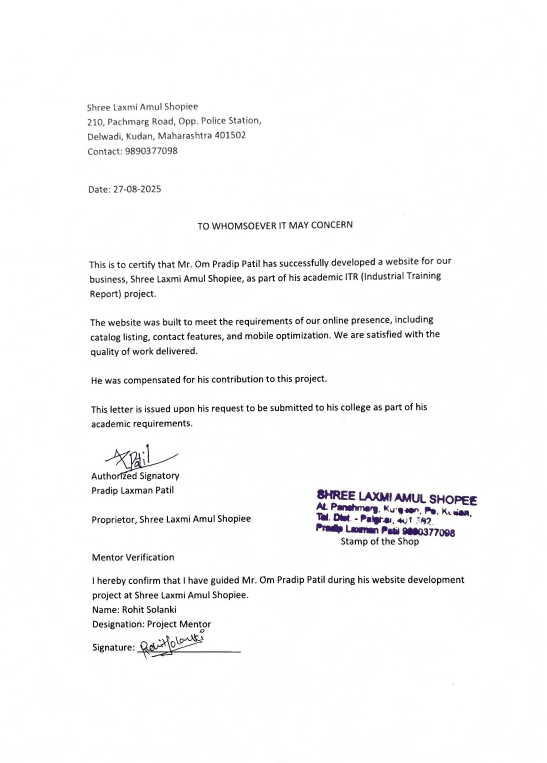 Shree Laxmi Amul Shopiee
210, Pachmarg Road, Opp. Police Station,
Delwadi, Kudan, Maharashtra 401502
Contact: 9890377098
Date: 27-08-2025
TO WHOMSOEVER IT MAY CONCERN
This is to certify that Mr. Om Pradip Patil has successfully developed a website for our
business, Shree Laxmi Amul Shopiee, as part of his academic ITR (Industrial Training
Report) project.
The website was built to meet the requirements of our online presence, including
catalog listing, contact features, and mobile optimization. We are satisfied with the
quality of work delivered.
He was compensated for his contribution to this project.
This letter is issued upon his request to be submitted to his college as part of his
academic requirements.
Patil
Authorized Signatory
Pradip Laxman Patil
Proprietor, Shree Laxmi Amul Shopiee
SHREE LAXMI AMUL SHOPEE
At. Panchmarg, Po.
Tal. Dist. - Palghar, 401
Pradip Laxman Patil 9890377098
Stamp of the Shop
Mentor Verification
I hereby confirm that I have guided Mr. Om Pradip Patil during his website development
project at Shree Laxmi Amul Shopiee.
Name: Rohit Solanki
Designation: Project Mentor
Signature: RohitSolanki